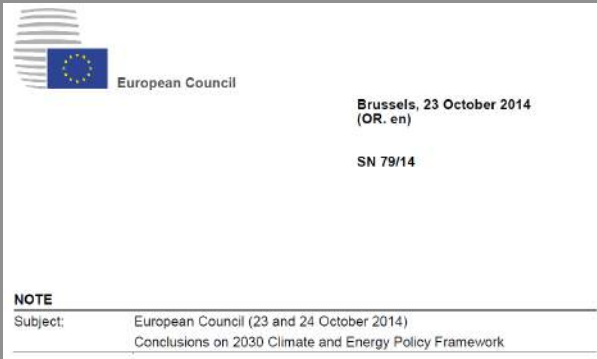 European Council
Brussels, 23 October 2014
(OR. en)
SN 79/14
NOTE
Subject: European Council (23 and 24 October 2014)
Conclusions on 2030 Climate and Energy Policy Framework